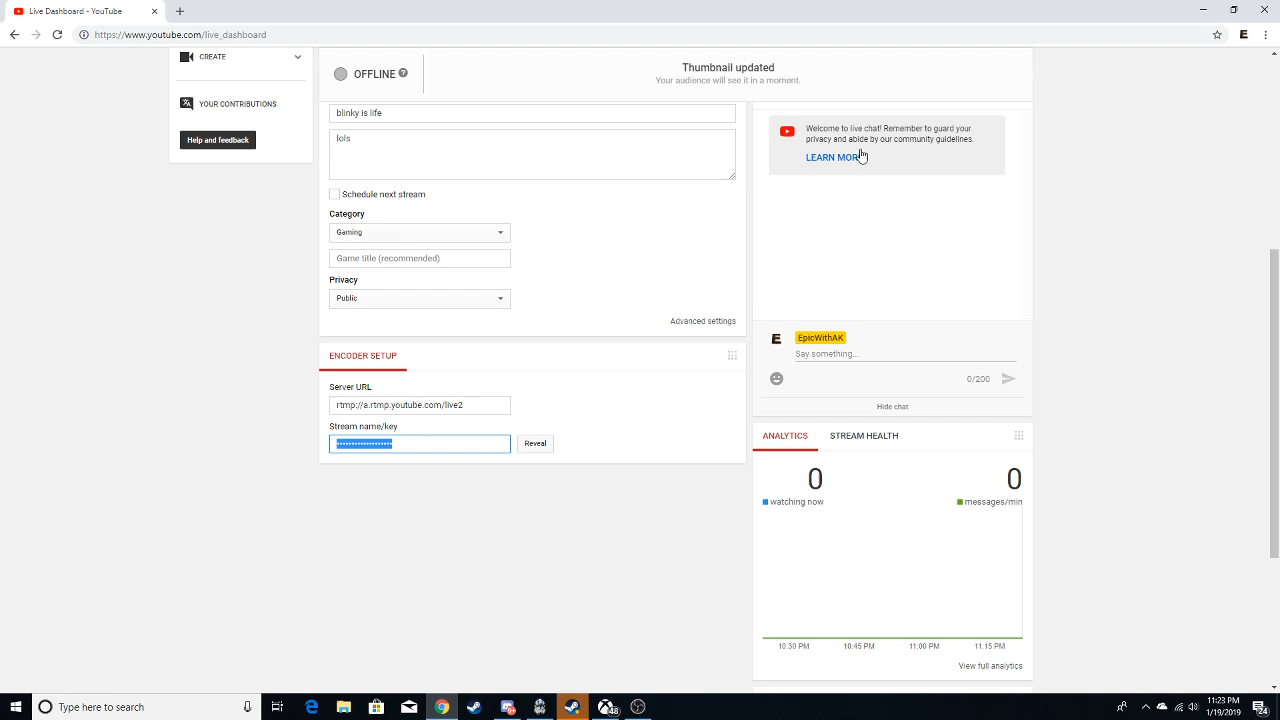 Live Dashboard - YouTube
https://www.youtube.com/live_dashboard
CREATE
YOUR CONTRIBUTIONS
Help and feedback
OFFLINE
Thumbnail updated
Your audience will see it in a moment.
blinky is life
lols
Schedule next stream
Category
Gaming
Game title (recommended)
Privacy
Public
Advanced settings
ENCODER SETUP
Server URL
rtmp://a.rtmp.youtube.com/live2
Stream name/key
Reveal
Welcome to live chat! Remember to guard your
privacy and abide by our community guidelines.
LEARN MORE
E EpicWithAK
Say something...
0/200
Hide chat
ANALYTICS
STREAM HEALTH
0
0
watching now
messages/min
10:30 PM 10:45 PM 11:00 PM 11:15 PM
View full analytics
Type here to search
48
11:23 PM
1/19/2019
24